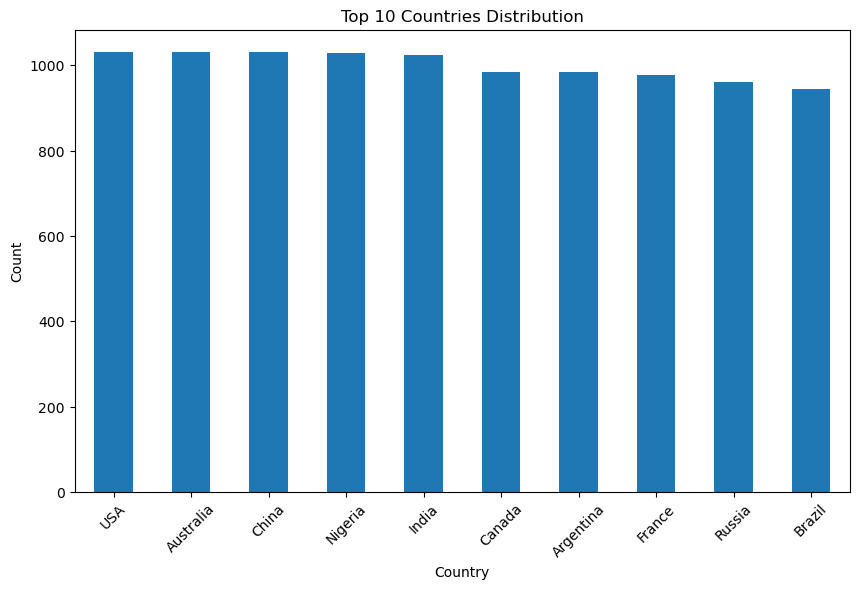 Top 10 Countries Distribution
1000
800
600
400
200
0
Count
USA
Australia
China
Nigeria
India
Canada
Argentina
France
Russia
Brazil
Country